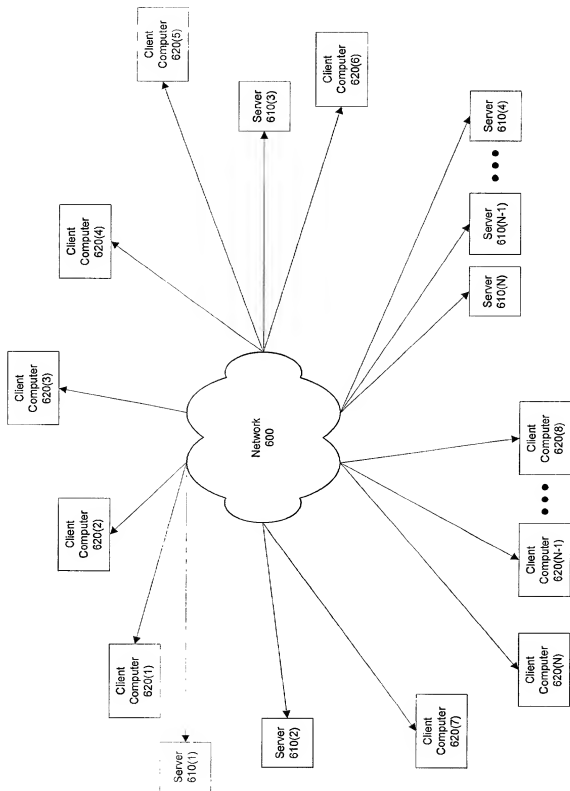 Client
Computer
620(3)
Client
Computer
620(2)
Client
Computer
620(4)
Client
Computer
620(1)
Client
Computer
620(5)
Server
610(1)
Network
600
Server
610(3)
Server
610(2)
Client
Computer
620(6)
Client
Computer
620(7)
Client
Computer
620(N)
Client
Computer
620(N-1)
Client
Computer
620(8)
Server
610(N)
Server
610(N-1)
Server
610(4)